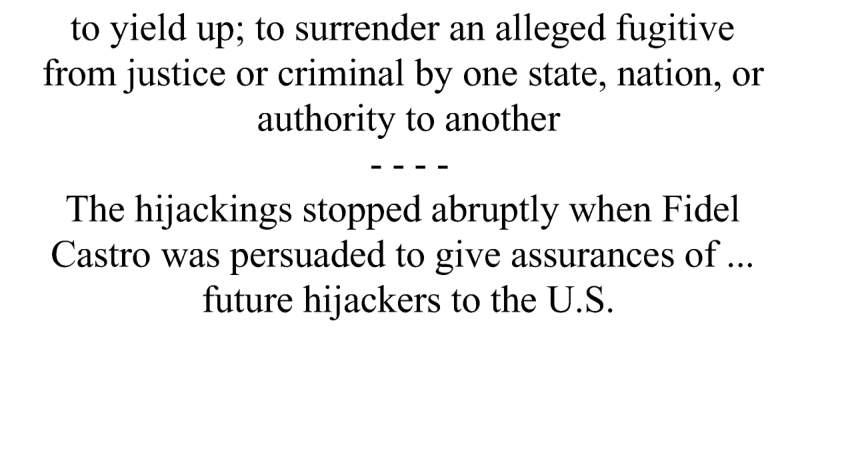 to yield up; to surrender an alleged fugitive
from justice or criminal by one state, nation, or
authority to another
- - - -
The hijackings stopped abruptly when Fidel
Castro was persuaded to give assurances of ...
future hijackers to the U.S.